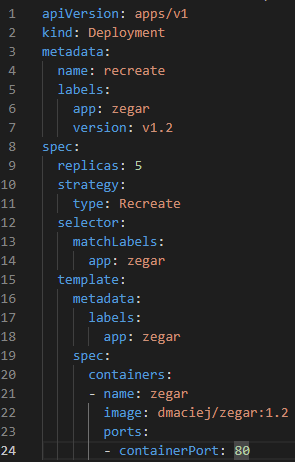 1 apiVersion: apps/v1
2 kind: Deployment
3 metadata:
4   name: recreate
5   labels:
6     app: zegar
7     version: v1.2
8 spec:
9   replicas: 5
10   strategy:
11     type: Recreate
12   selector:
13     matchLabels:
14       app: zegar
15   template:
16     metadata:
17       labels:
18         app: zegar
19     spec:
20       containers:
21       - name: zegar
22         image: dmaciej/zegar:1.2
23         ports:
24         - containerPort: 80